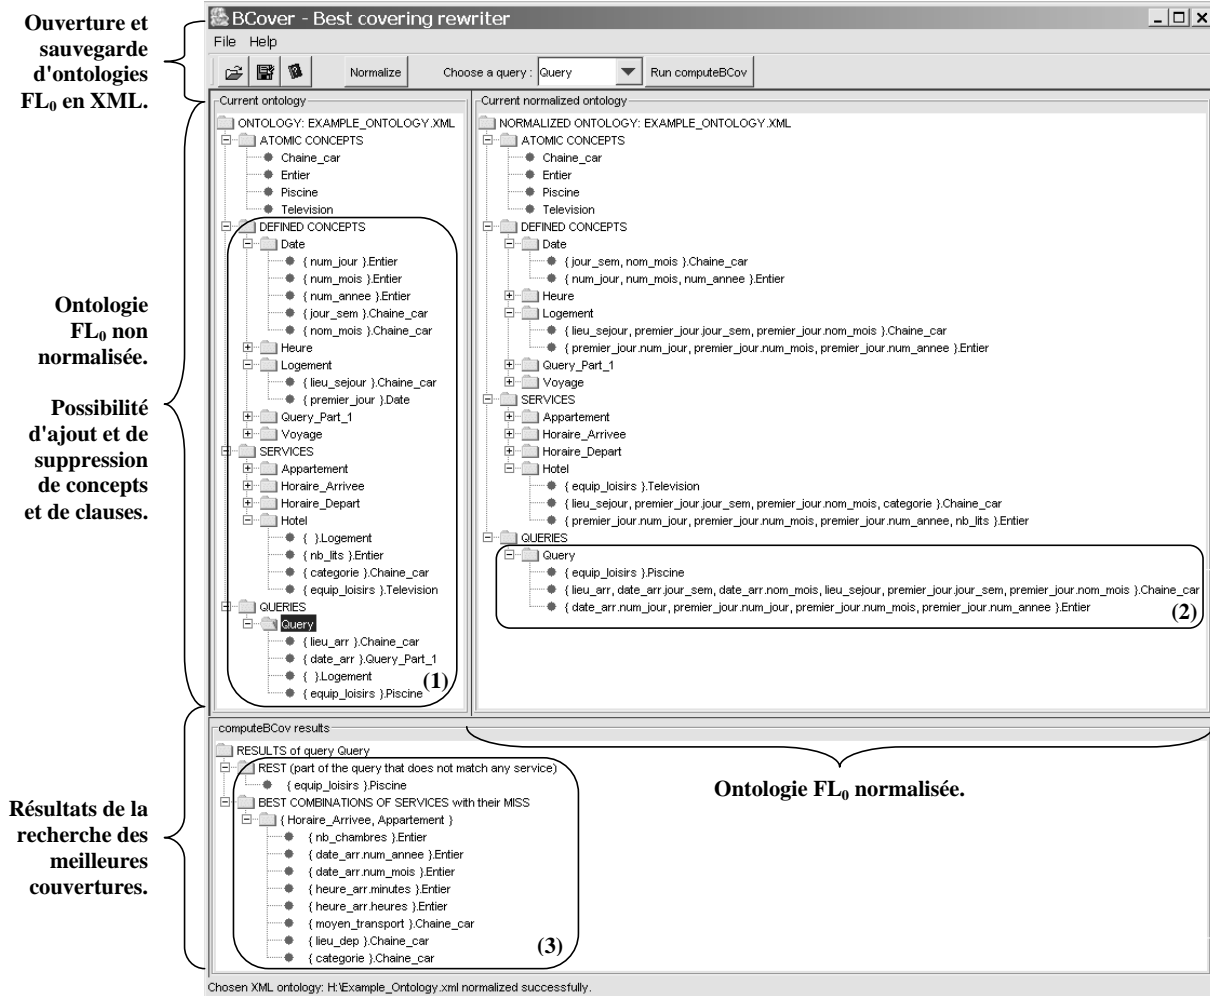 Ouverture et
sauvegarde
d'ontologies
FL₀ en XML.
Ontologie
FL₀ non
normalisée.
Possibilité
d'ajout et de
suppression
de concepts
et de clauses.
Résultats de la
recherche des
meilleures
couvertures.
BCover - Best covering rewriter
File Help
Normalize Choose a query : Query Run computeBCov
Current ontology
ONTOLOGY: EXAMPLE_ONTOLOGY.XML
ATOMIC CONCEPTS
Chaine_car
Entier
Piscine
Television
DEFINED CONCEPTS
Date
{ num_jour }.Entier
{ num_mois }.Entier
{ num_annee }.Entier
{ jour_sem }.Chaine_car
{ nom_mois }.Chaine_car
Heure
Logement
{ lieu_sejour }.Chaine_car
{ premier_jour }.Date
Query_Part_1
Voyage
SERVICES
Appartement
Horaire_Arrivee
Horaire_Depart
Hotel
{ }.Logement
{ nb_lits }.Entier
{ categorie }.Chaine_car
{ equip_loisirs }.Television
QUERIES
Query
{ lieu_arr }.Chaine_car
{ date_arr }.Query_Part_1
{ }.Logement
{ equip_loisirs }.Piscine
(1)
Current normalized ontology
NORMALIZED ONTOLOGY: EXAMPLE_ONTOLOGY.XML
ATOMIC CONCEPTS
Chaine_car
Entier
Piscine
Television
DEFINED CONCEPTS
Date
{ jour_sem, nom_mois }.Chaine_car
{ num_jour, num_mois, num_annee }.Entier
Heure
Logement
{ lieu_sejour, premier_jour.jour_sem, premier_jour.nom_mois }.Chaine_car
{ premier_jour.num_jour, premier_jour.num_mois, premier_jour.num_annee }.Entier
Query_Part_1
Voyage
SERVICES
Appartement
Horaire_Arrivee
Horaire_Depart
Hotel
{ equip_loisirs }.Television
{ lieu_sejour, premier_jour.jour_sem, premier_jour.nom_mois, categorie }.Chaine_car
{ premier_jour.num_jour, premier_jour.num_mois, premier_jour.num_annee, nb_lits }.Entier
QUERIES
Query
{ equip_loisirs }.Piscine
{ lieu_arr, date_arr.jour_sem, date_arr.nom_mois, lieu_sejour, premier_jour.jour_sem, premier_jour.nom_mois }.Chaine_car
{ date_arr.num_jour, premier_jour.num_jour, premier_jour.num_mois, premier_jour.num_annee }.Entier
(2)
computeBCov results
RESULTS of query Query
REST (part of the query that does not match any service)
{ equip_loisirs }.Piscine
BEST COMBINATIONS OF SERVICES with their MISS
{ Horaire_Arrivee, Appartement }
{ nb_chambres }.Entier
{ date_arr.num_annee }.Entier
{ date_arr.num_mois }.Entier
{ heure_arr.minutes }.Entier
{ heure_arr.heures }.Entier
{ moyen_transport }.Chaine_car
{ lieu_dep }.Chaine_car
{ categorie }.Chaine_car
(3)
Ontologie FL₀ normalisée.
Chosen XML ontology: H:\Example_Ontology.xml normalized successfully.